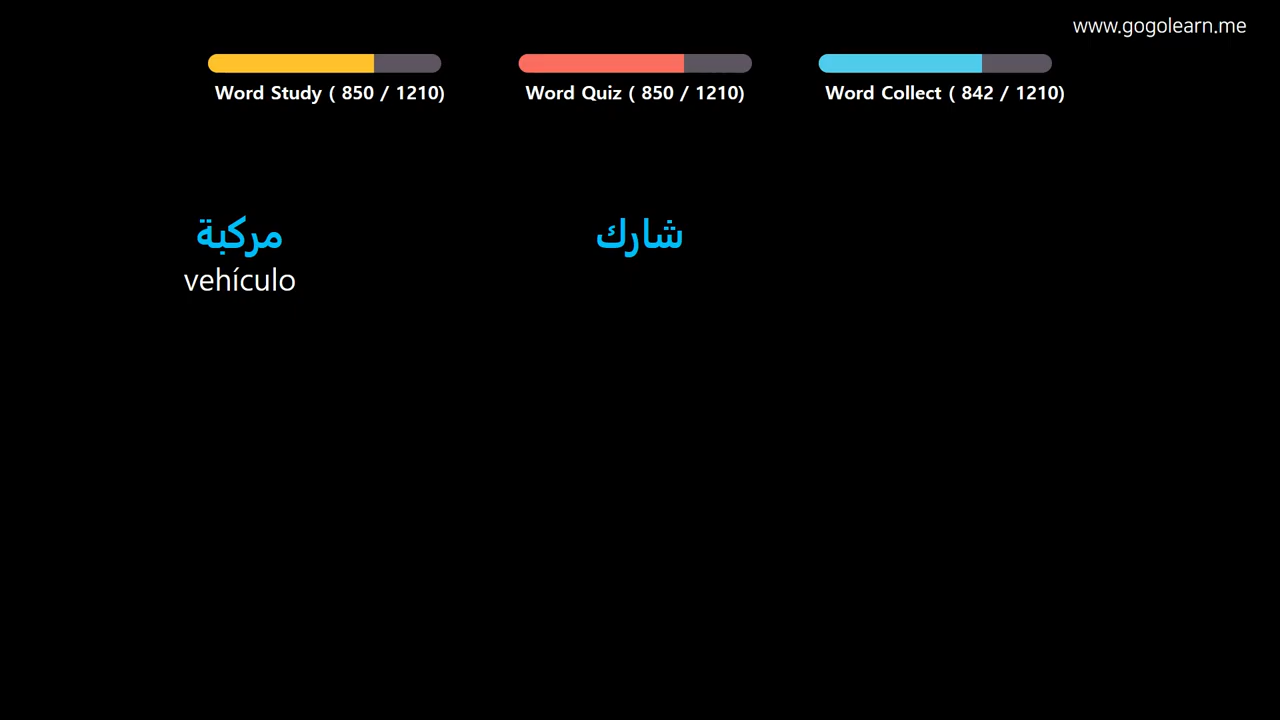 www.gogolearn.me
Word Study ( 850 / 1210)
Word Quiz ( 850 / 1210)
Word Collect ( 842 / 1210)
مركبة
vehículo
شارك